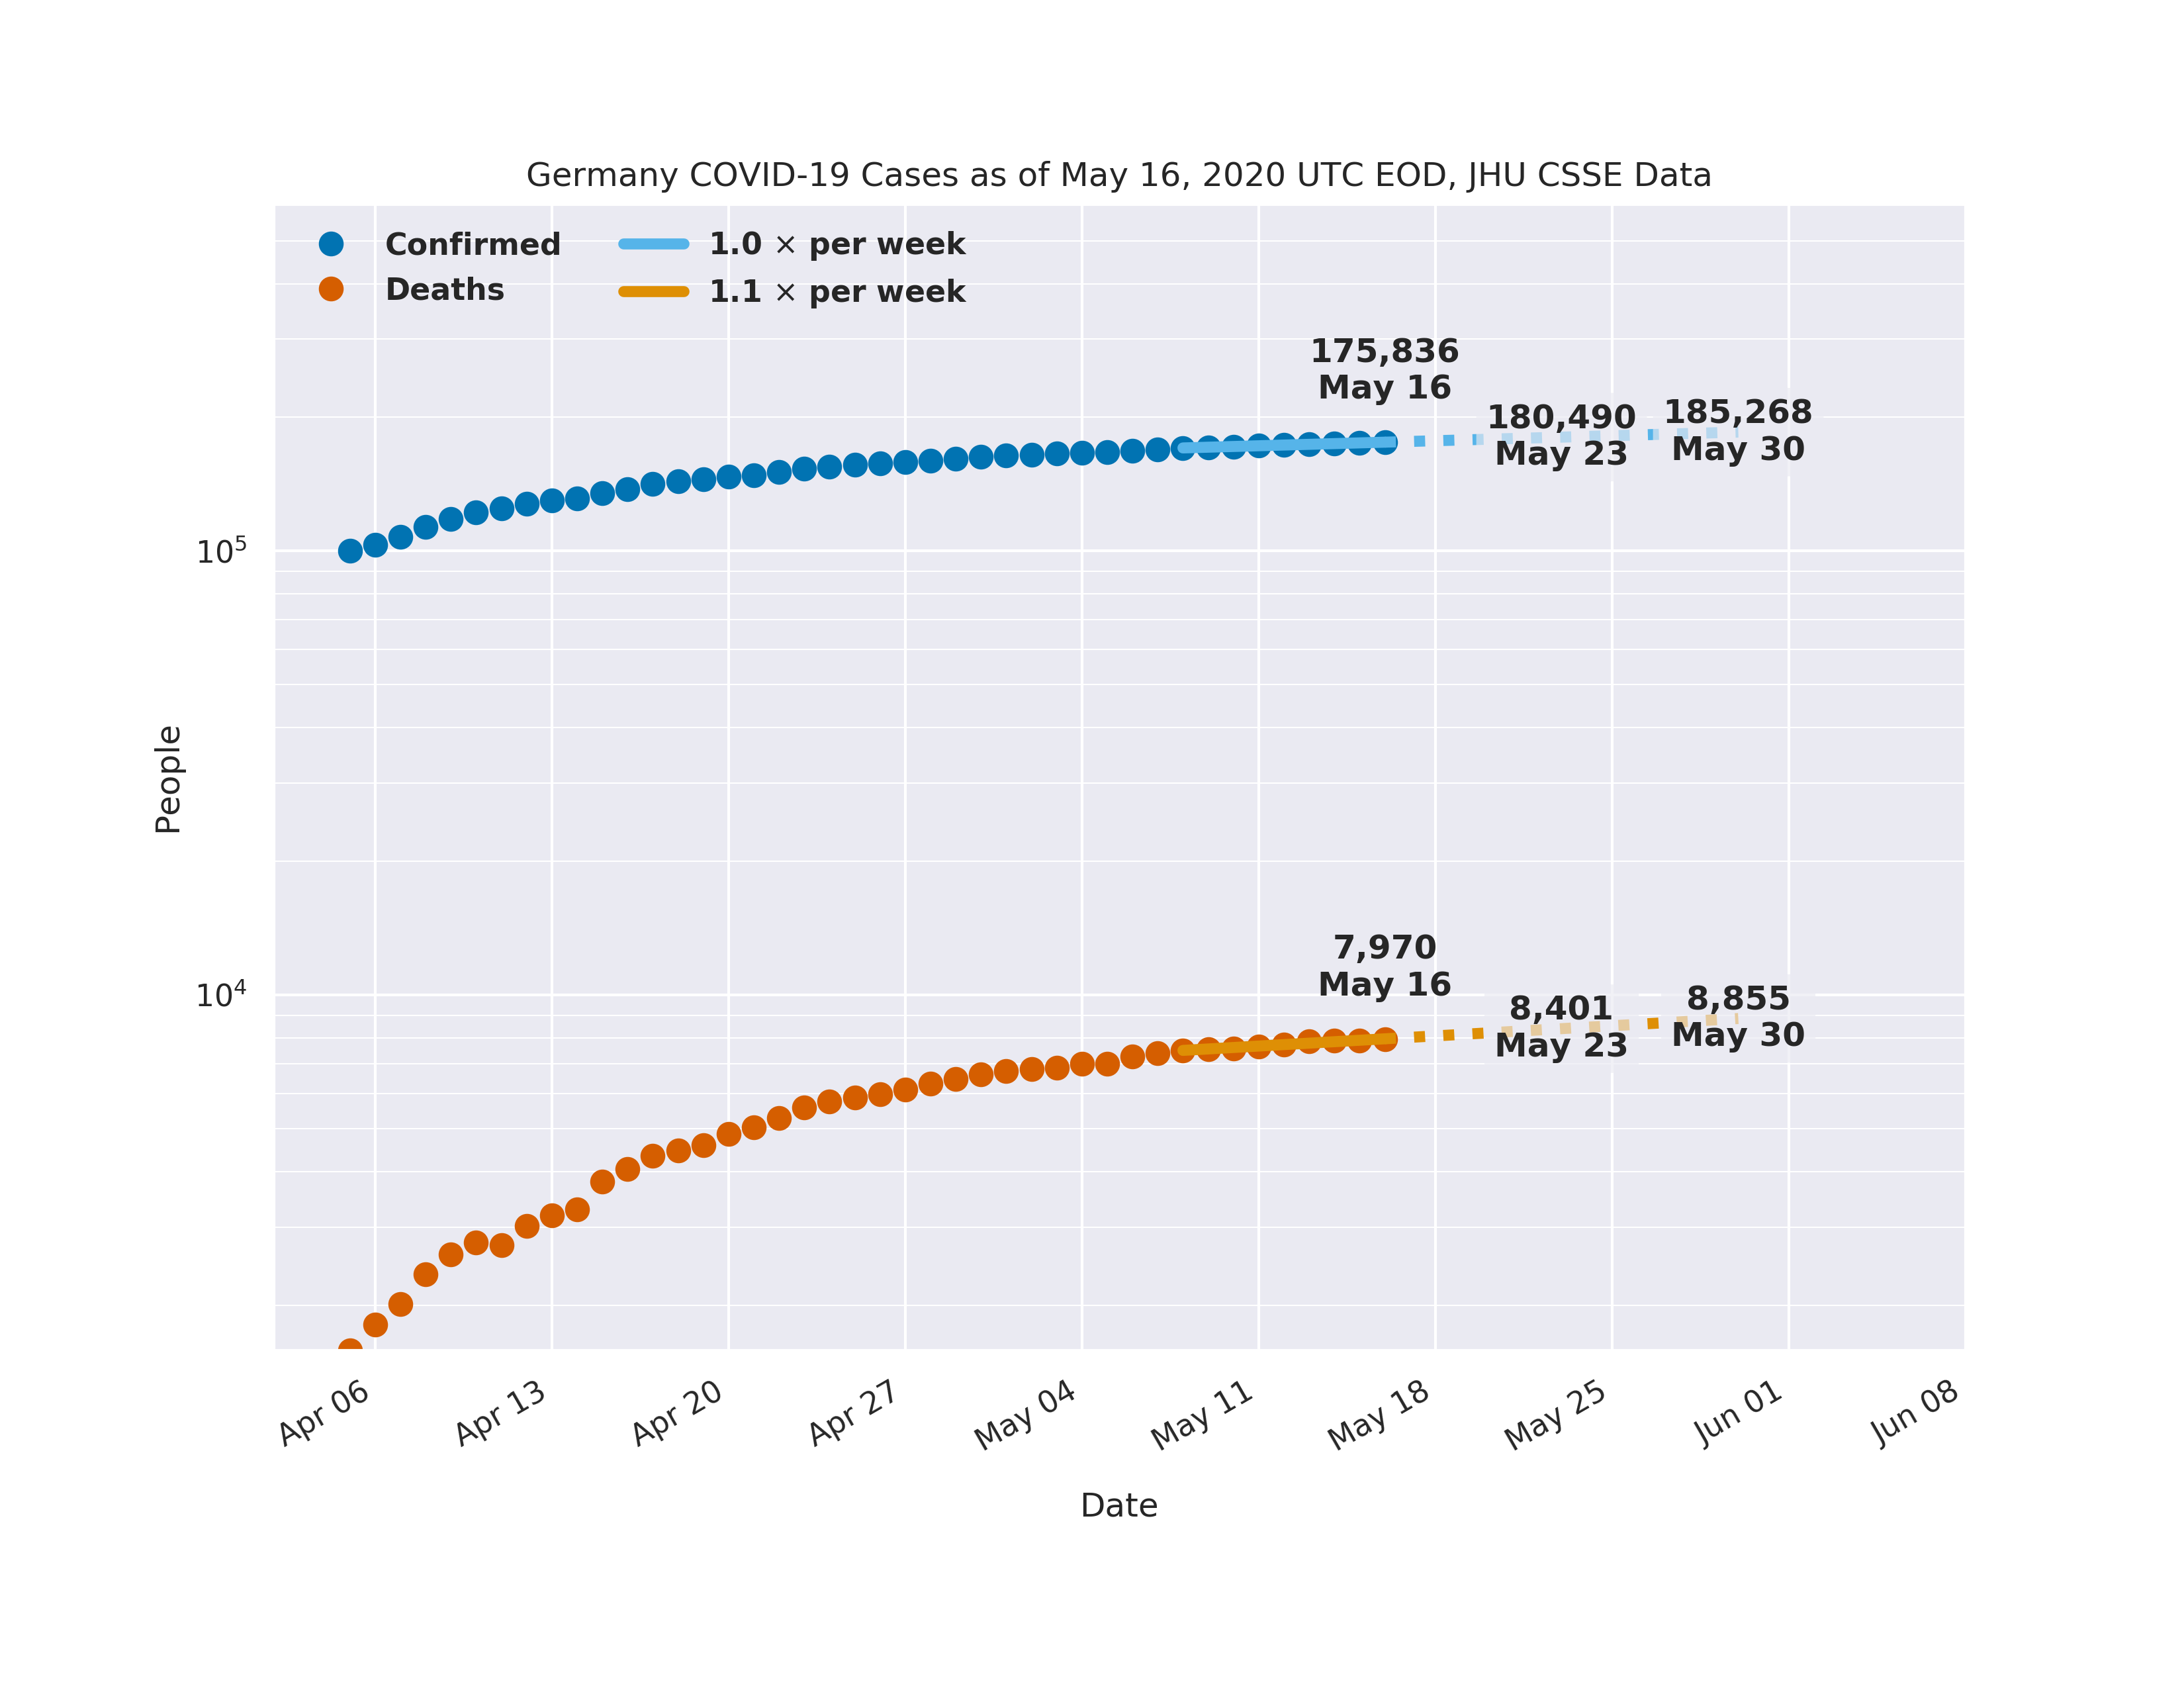 Germany COVID-19 Cases as of May 16, 2020 UTC EOD, JHU CSSE Data
Confirmed
Deaths
1.0 × per week
1.1 × per week
175,836
May 16
180,490
May 23
185,268
May 30
7,970
May 16
8,401
May 23
8,855
May 30
10⁵
10⁴
People
Apr 06
Apr 13
Apr 20
Apr 27
May 04
May 11
May 18
May 25
Jun 01
Jun 08
Date